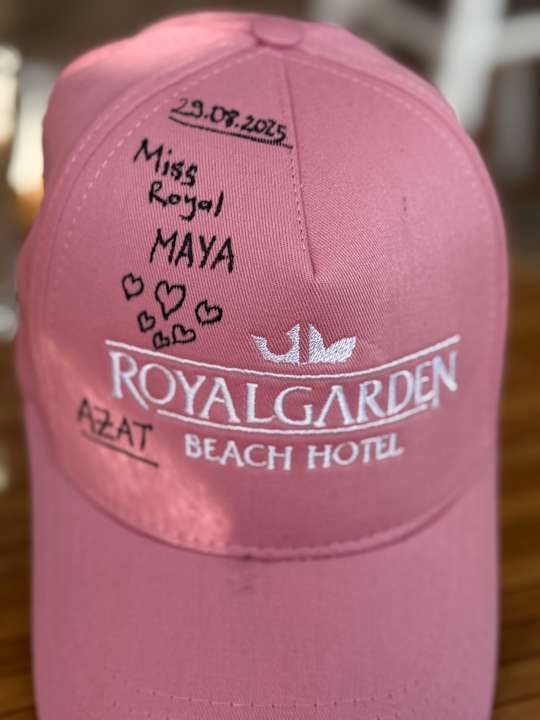 29.08.2025
Miss
Royal
MAYA
ROYALGARDEN
BEACH HOTEL
AZAT